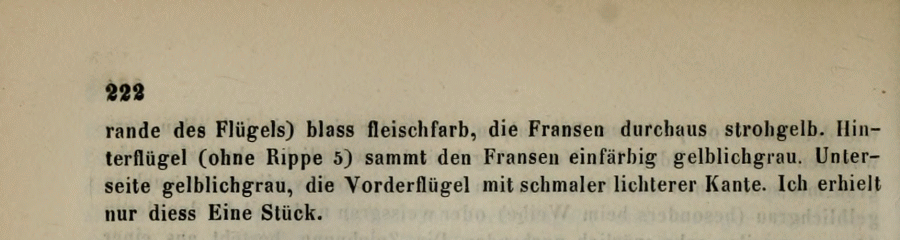 222
rande des Flügels) blass fleischfarb, die Fransen durchaus strohgelb. Hin-
terflügel (ohne Rippe 5) sammt den Fransen einfärbig gelblichgrau. Unter-
seite gelblichgrau, die Vorderflügel mit schmaler lichterer Kante. Ich erhielt
nur diess Eine Stück.